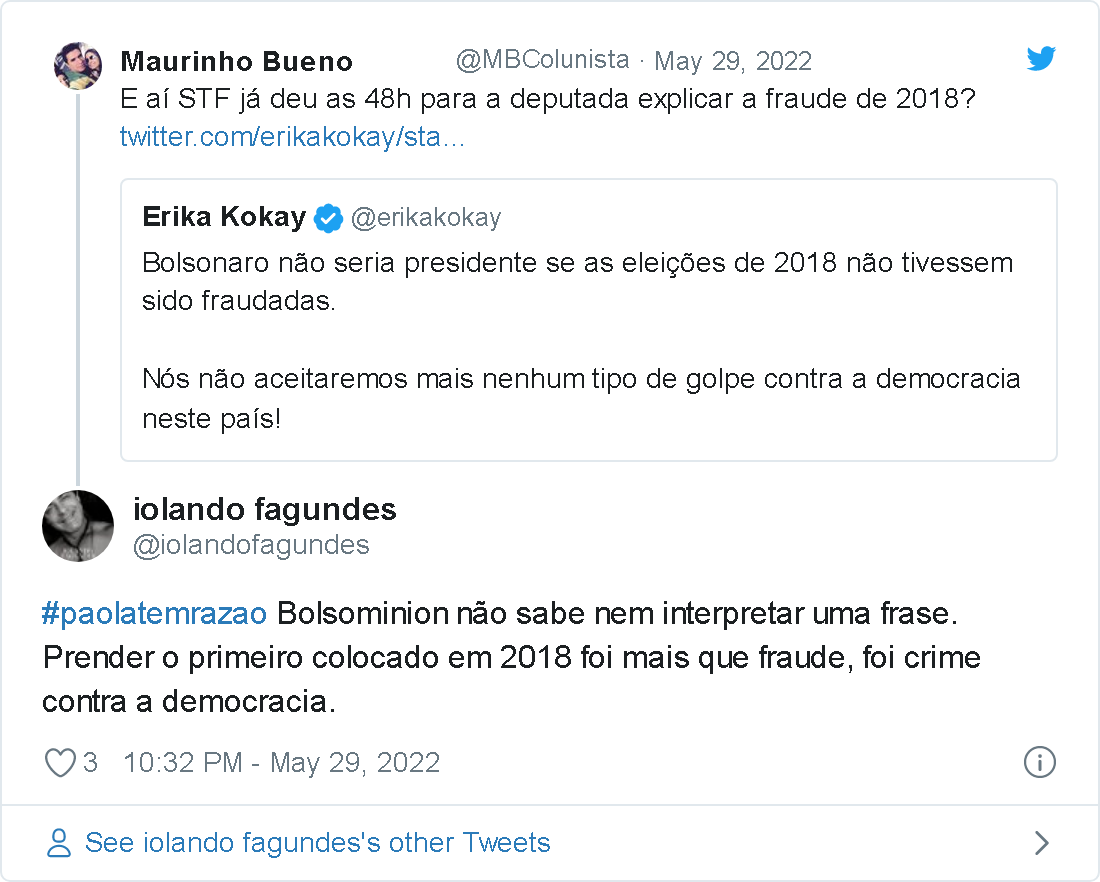 Maurinho Bueno @MBColunista · May 29, 2022
E aí STF já deu as 48h para a deputada explicar a fraude de 2018?
twitter.com/erikakokay/sta…
Erika Kokay @erikakokay
Bolsonaro não seria presidente se as eleições de 2018 não tivessem
sido fraudadas.
Nós não aceitaremos mais nenhum tipo de golpe contra a democracia
neste país!
iolando fagundes
@iolandofagundes
#paolatemrazao Bolsominion não sabe nem interpretar uma frase.
Prender o primeiro colocado em 2018 foi mais que fraude, foi crime
contra a democracia.
3 10:32 PM - May 29, 2022
See iolando fagundes's other Tweets